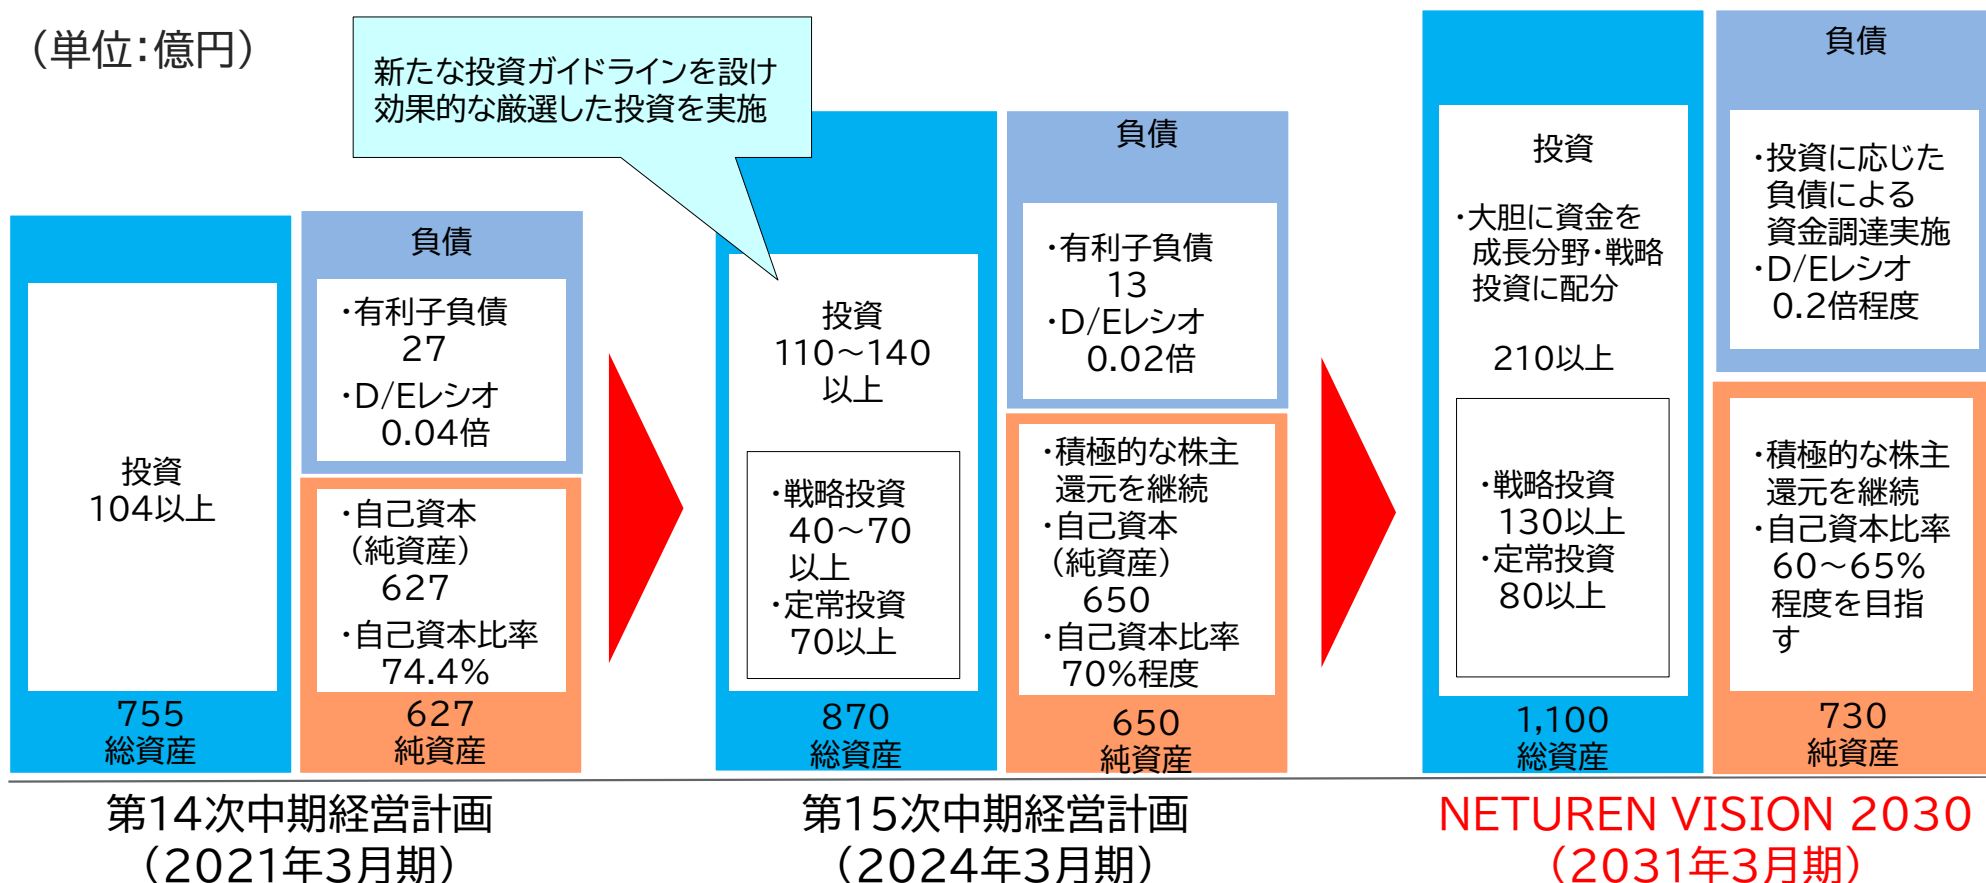 （単位：億円）
新たな投資ガイドラインを設け
効果的な厳選した投資を実施
投資
104以上
755
総資産
負債
・有利子負債
27
・D/Eレシオ
0.04倍
・自己資本
（純資産）
627
・自己資本比率
74.4%
627
純資産
第14次中期経営計画
（2021年3月期）
投資
110～140
以上
・戦略投資
40～70
以上
・定常投資
70以上
870
総資産
負債
・有利子負債
13
・D/Eレシオ
0.02倍
・積極的な株主
還元を継続
・自己資本
（純資産）
650
・自己資本比率
70%程度
650
純資産
第15次中期経営計画
（2024年3月期）
投資
・大胆に資金を
成長分野・戦略
投資に配分
210以上
・戦略投資
130以上
・定常投資
80以上
1,100
総資産
負債
・投資に応じた
負債による
資金調達実施
・D/Eレシオ
0.2倍程度
・積極的な株主
還元を継続
・自己資本比率
60～65%
程度を目指
す
730
純資産
NETUREN VISION 2030
（2031年3月期）